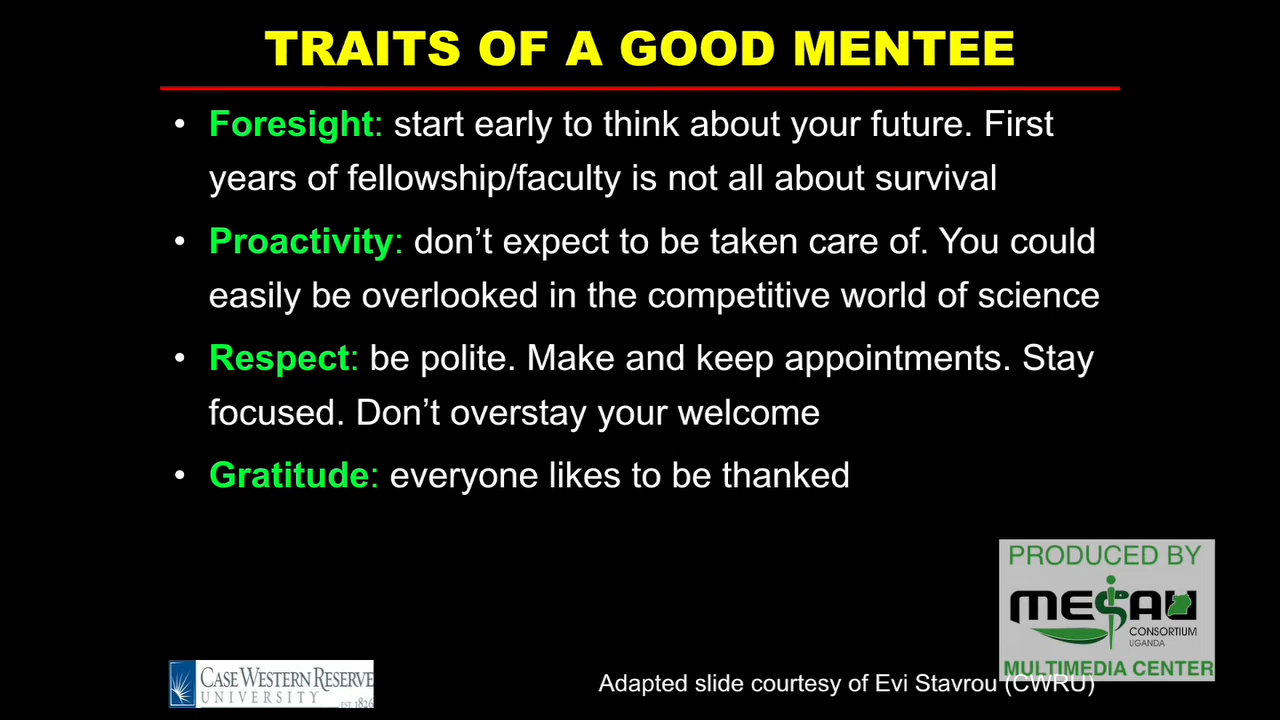 TRAITS OF A GOOD MENTEE
• Foresight: start early to think about your future. First
years of fellowship/faculty is not all about survival
• Proactivity: don’t expect to be taken care of. You could
easily be overlooked in the competitive world of science
• Respect: be polite. Make and keep appointments. Stay
focused. Don’t overstay your welcome
• Gratitude: everyone likes to be thanked
PRODUCED BY
MESAU
CONSORTIUM
UGANDA
MULTIMEDIA CENTER
CASE WESTERN RESERVE
UNIVERSITY
EST. 1826
Adapted slide courtesy of Evi Stavrou (CWRU)